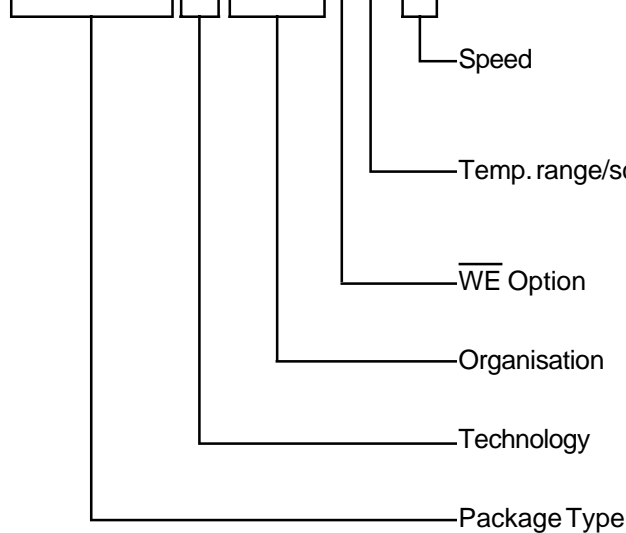 Speed
Temp. range/s
WE Option
Organisation
Technology
Package Type